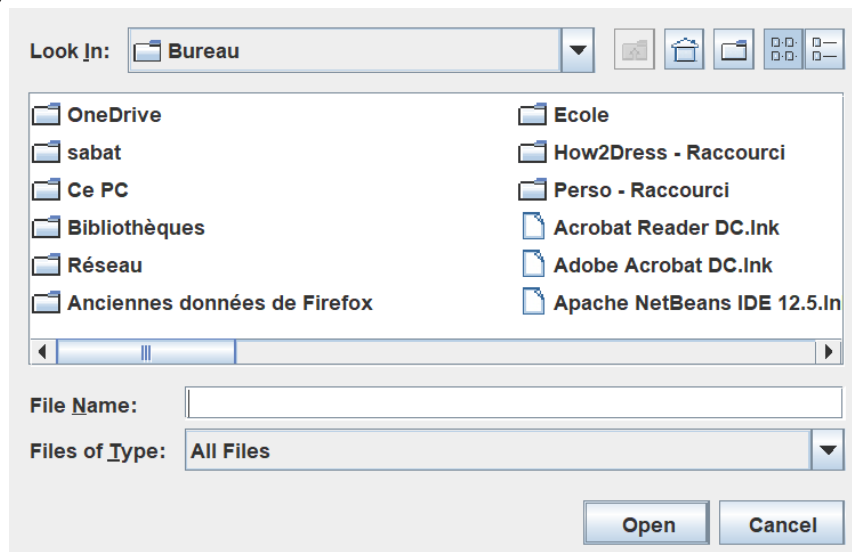 Look In: Bureau
OneDrive
sabat
Ce PC
Bibliothèques
Réseau
Anciennes données de Firefox
Ecole
How2Dress - Raccourci
Perso - Raccourci
Acrobat Reader DC.lnk
Adobe Acrobat DC.lnk
Apache NetBeans IDE 12.5.ln
File Name:
Files of Type: All Files
Open Cancel